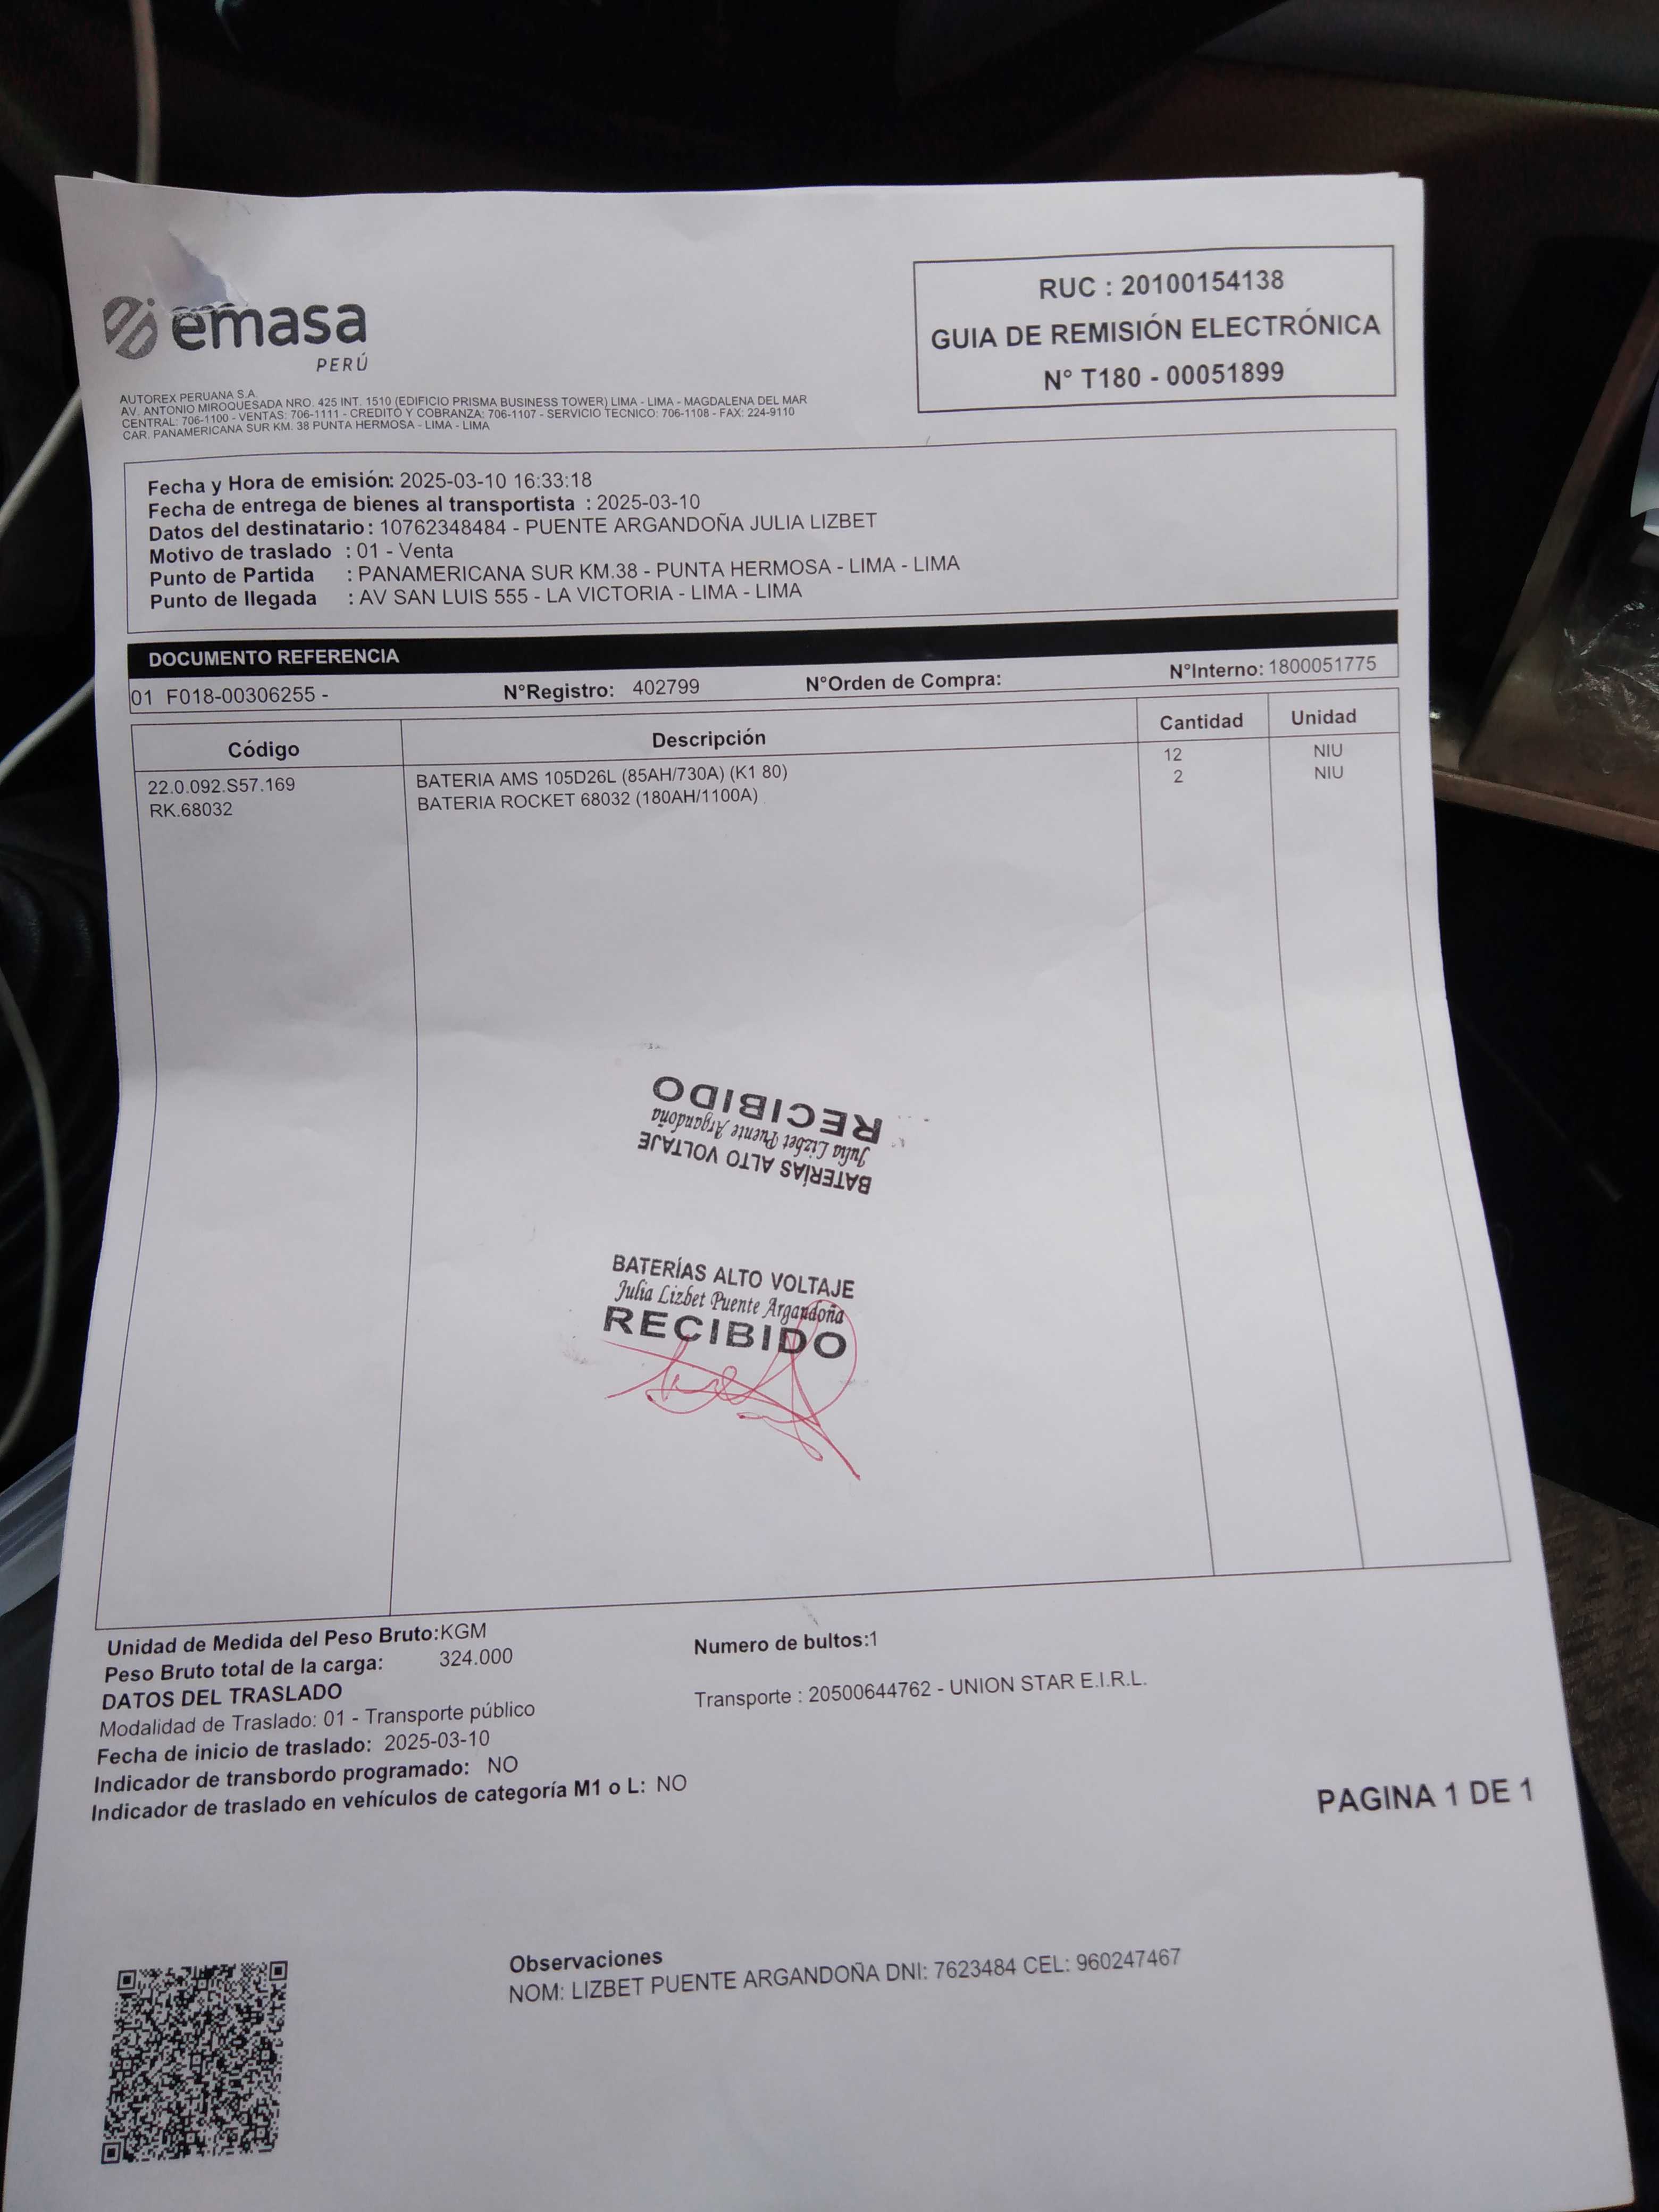 emasa
PERÚ
RUC : 20100154138
GUIA DE REMISIÓN ELECTRÓNICA
N° T180 - 00051899
AUTOREX PERUANA S.A.
AV. ANTONIO MIROQUESADA NRO. 425 INT. 1510 (EDIFICIO PRISMA BUSINESS TOWER) LIMA - LIMA - MAGDALENA DEL MAR
CENTRAL: 706-1100 - VENTAS: 706-1111 - CREDITO Y COBRANZA: 706-1107 - SERVICIO TECNICO: 706-1108 - FAX: 224-9110
CAR. PANAMERICANA SUR KM. 38 PUNTA HERMOSA - LIMA - LIMA
Fecha y Hora de emisión: 2025-03-10 16:33:18
Fecha de entrega de bienes al transportista : 2025-03-10
Datos del destinatario: 10762348484 - PUENTE ARGANDOÑA JULIA LIZBET
Motivo de traslado : 01 - Venta
Punto de Partida : PANAMERICANA SUR KM.38 - PUNTA HERMOSA - LIMA - LIMA
Punto de llegada : AV SAN LUIS 555 - LA VICTORIA - LIMA - LIMA
DOCUMENTO REFERENCIA
01 F018-00306255 - N°Registro: 402799 N°Orden de Compra: N°Interno: 1800051775
Código Descripción Cantidad Unidad
22.0.092.S57.169 BATERIA AMS 105D26L (85AH/730A) (K1 80) 12 NIU
RK.68032 BATERIA ROCKET 68032 (180AH/1100A) 2 NIU
BATERÍAS ALTO VOLTAJE
Julia Lizbet Puente Argandoña
RECIBIDO
BATERÍAS ALTO VOLTAJE
Julia Lizbet Puente Argandoña
RECIBIDO
Unidad de Medida del Peso Bruto:KGM Numero de bultos:1
Peso Bruto total de la carga: 324.000
DATOS DEL TRASLADO Transporte : 20500644762 - UNION STAR E.I.R.L.
Modalidad de Traslado: 01 - Transporte público
Fecha de inicio de traslado: 2025-03-10
Indicador de transbordo programado: NO
Indicador de traslado en vehículos de categoría M1 o L: NO
PAGINA 1 DE 1
Observaciones
NOM: LIZBET PUENTE ARGANDOÑA DNI: 7623484 CEL: 960247467